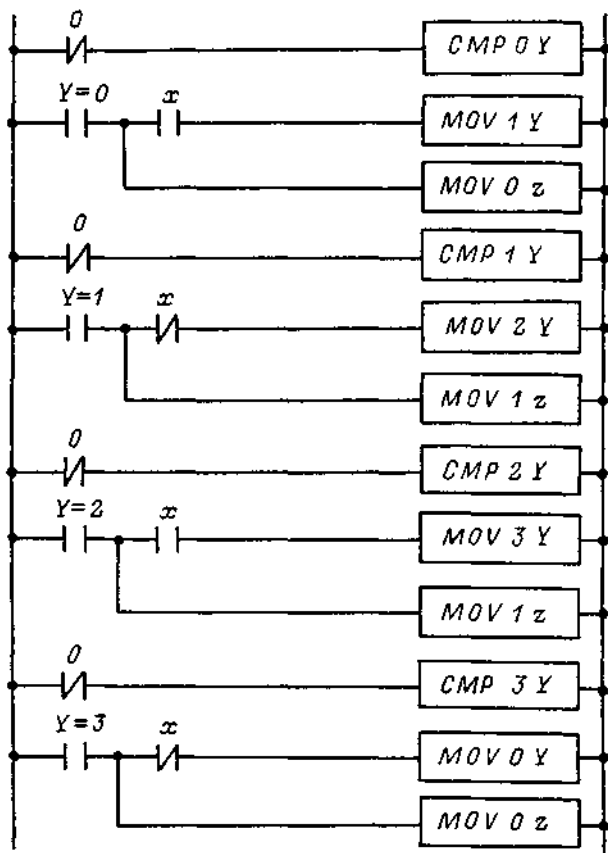 0
CMP 0 Y
Y=0 x
MOV 1 Y
MOV 0 z
0
CMP 1 Y
Y=1 x
MOV 2 Y
MOV 1 z
0
CMP 2 Y
Y=2 x
MOV 3 Y
MOV 1 z
0
CMP 3 Y
Y=3 x
MOV 0 Y
MOV 0 z